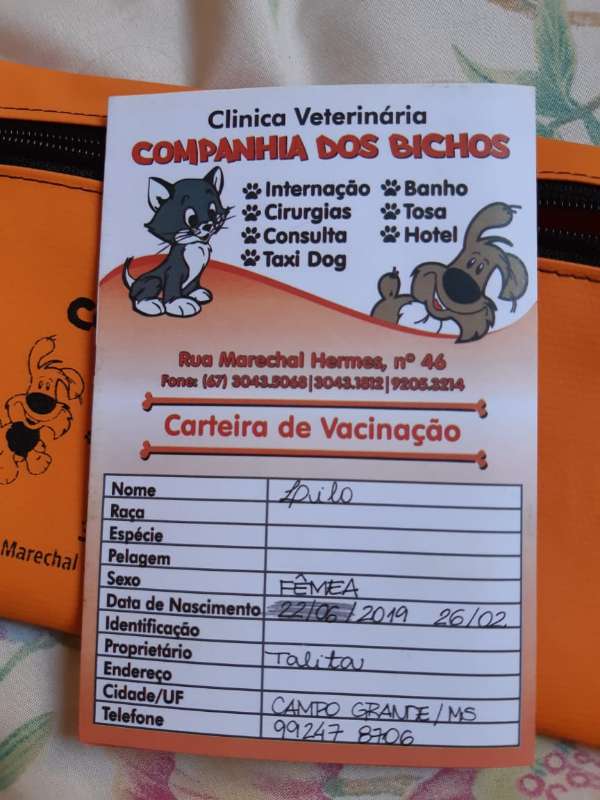 Clinica Veterinária
COMPANHIA DOS BICHOS
Internação Banho
Cirurgias Tosa
Consulta Hotel
Taxi Dog
Rua Marechal Hermes, nº 46
Fone: (67) 3043.5068|3043.1512|9205.3214
Carteira de Vacinação
Nome
Raça
Espécie
Pelagem
Sexo FÊMEA
Data de Nascimento 22/06/2019 26/02
Identificação
Proprietário Talita
Endereço
Cidade/UF CAMPO GRANDE/MS
Telefone 99247 8706
Marechal